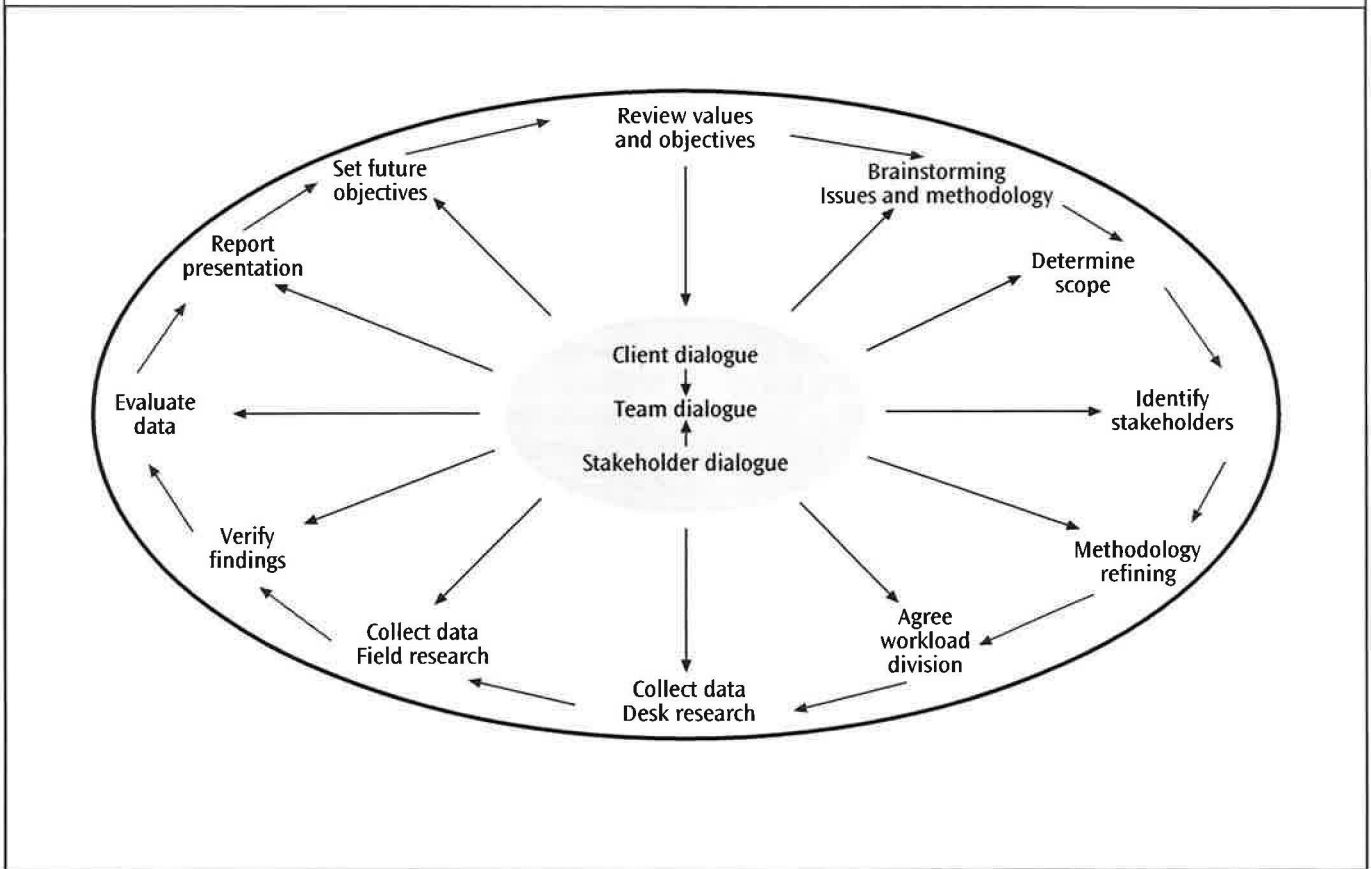 Review values
and objectives
Brainstorming
Issues and methodology
Determine
scope
Identify
stakeholders
Methodology
refining
Agree
workload
division
Collect data
Desk research
Collect data
Field research
Verify
findings
Evaluate
data
Report
presentation
Set future
objectives
Client dialogue
Team dialogue
Stakeholder dialogue